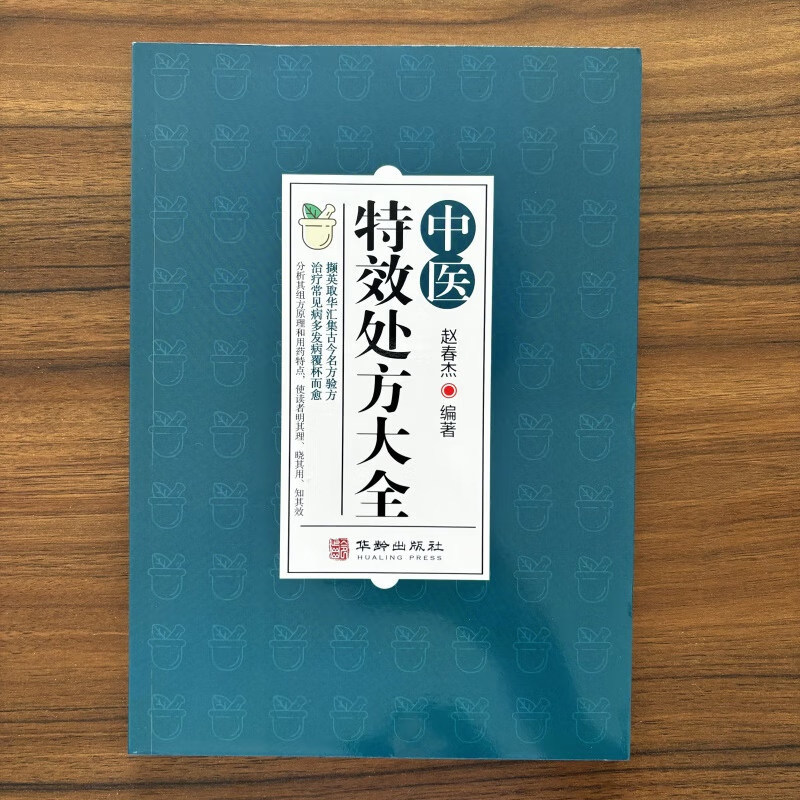 中医
特效处方大全
赵春杰 编著
撷英取华汇集古今名方验方
治疗常见病多发病覆杯而愈
分析其组方原理和用药特点,使读者明其理、晓其用、知其效
华龄出版社
HUALING PRESS